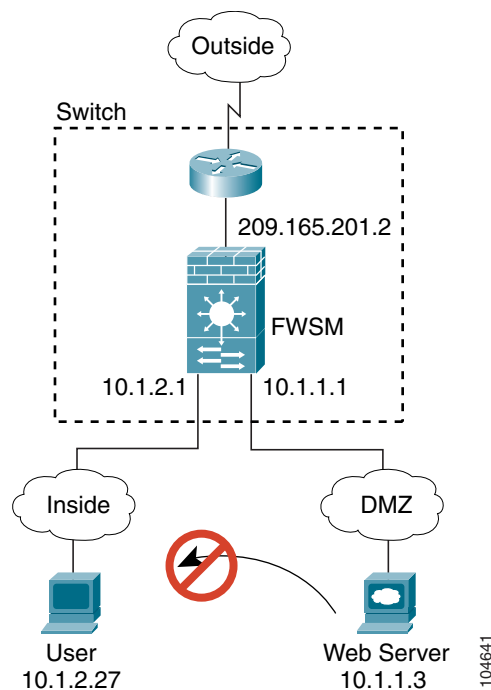 Outside
Switch
209.165.201.2
FWSM
10.1.2.1
10.1.1.1
Inside
DMZ
User
10.1.2.27
Web Server
10.1.1.3
104641